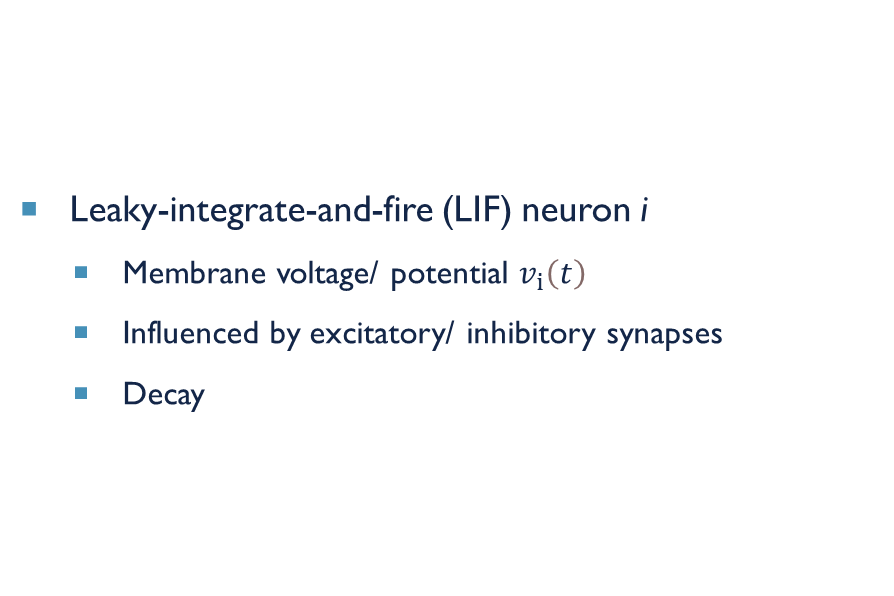 Leaky-integrate-and-fire (LIF) neuron i
Membrane voltage/ potential vᵢ(t)
Influenced by excitatory/ inhibitory synapses
Decay